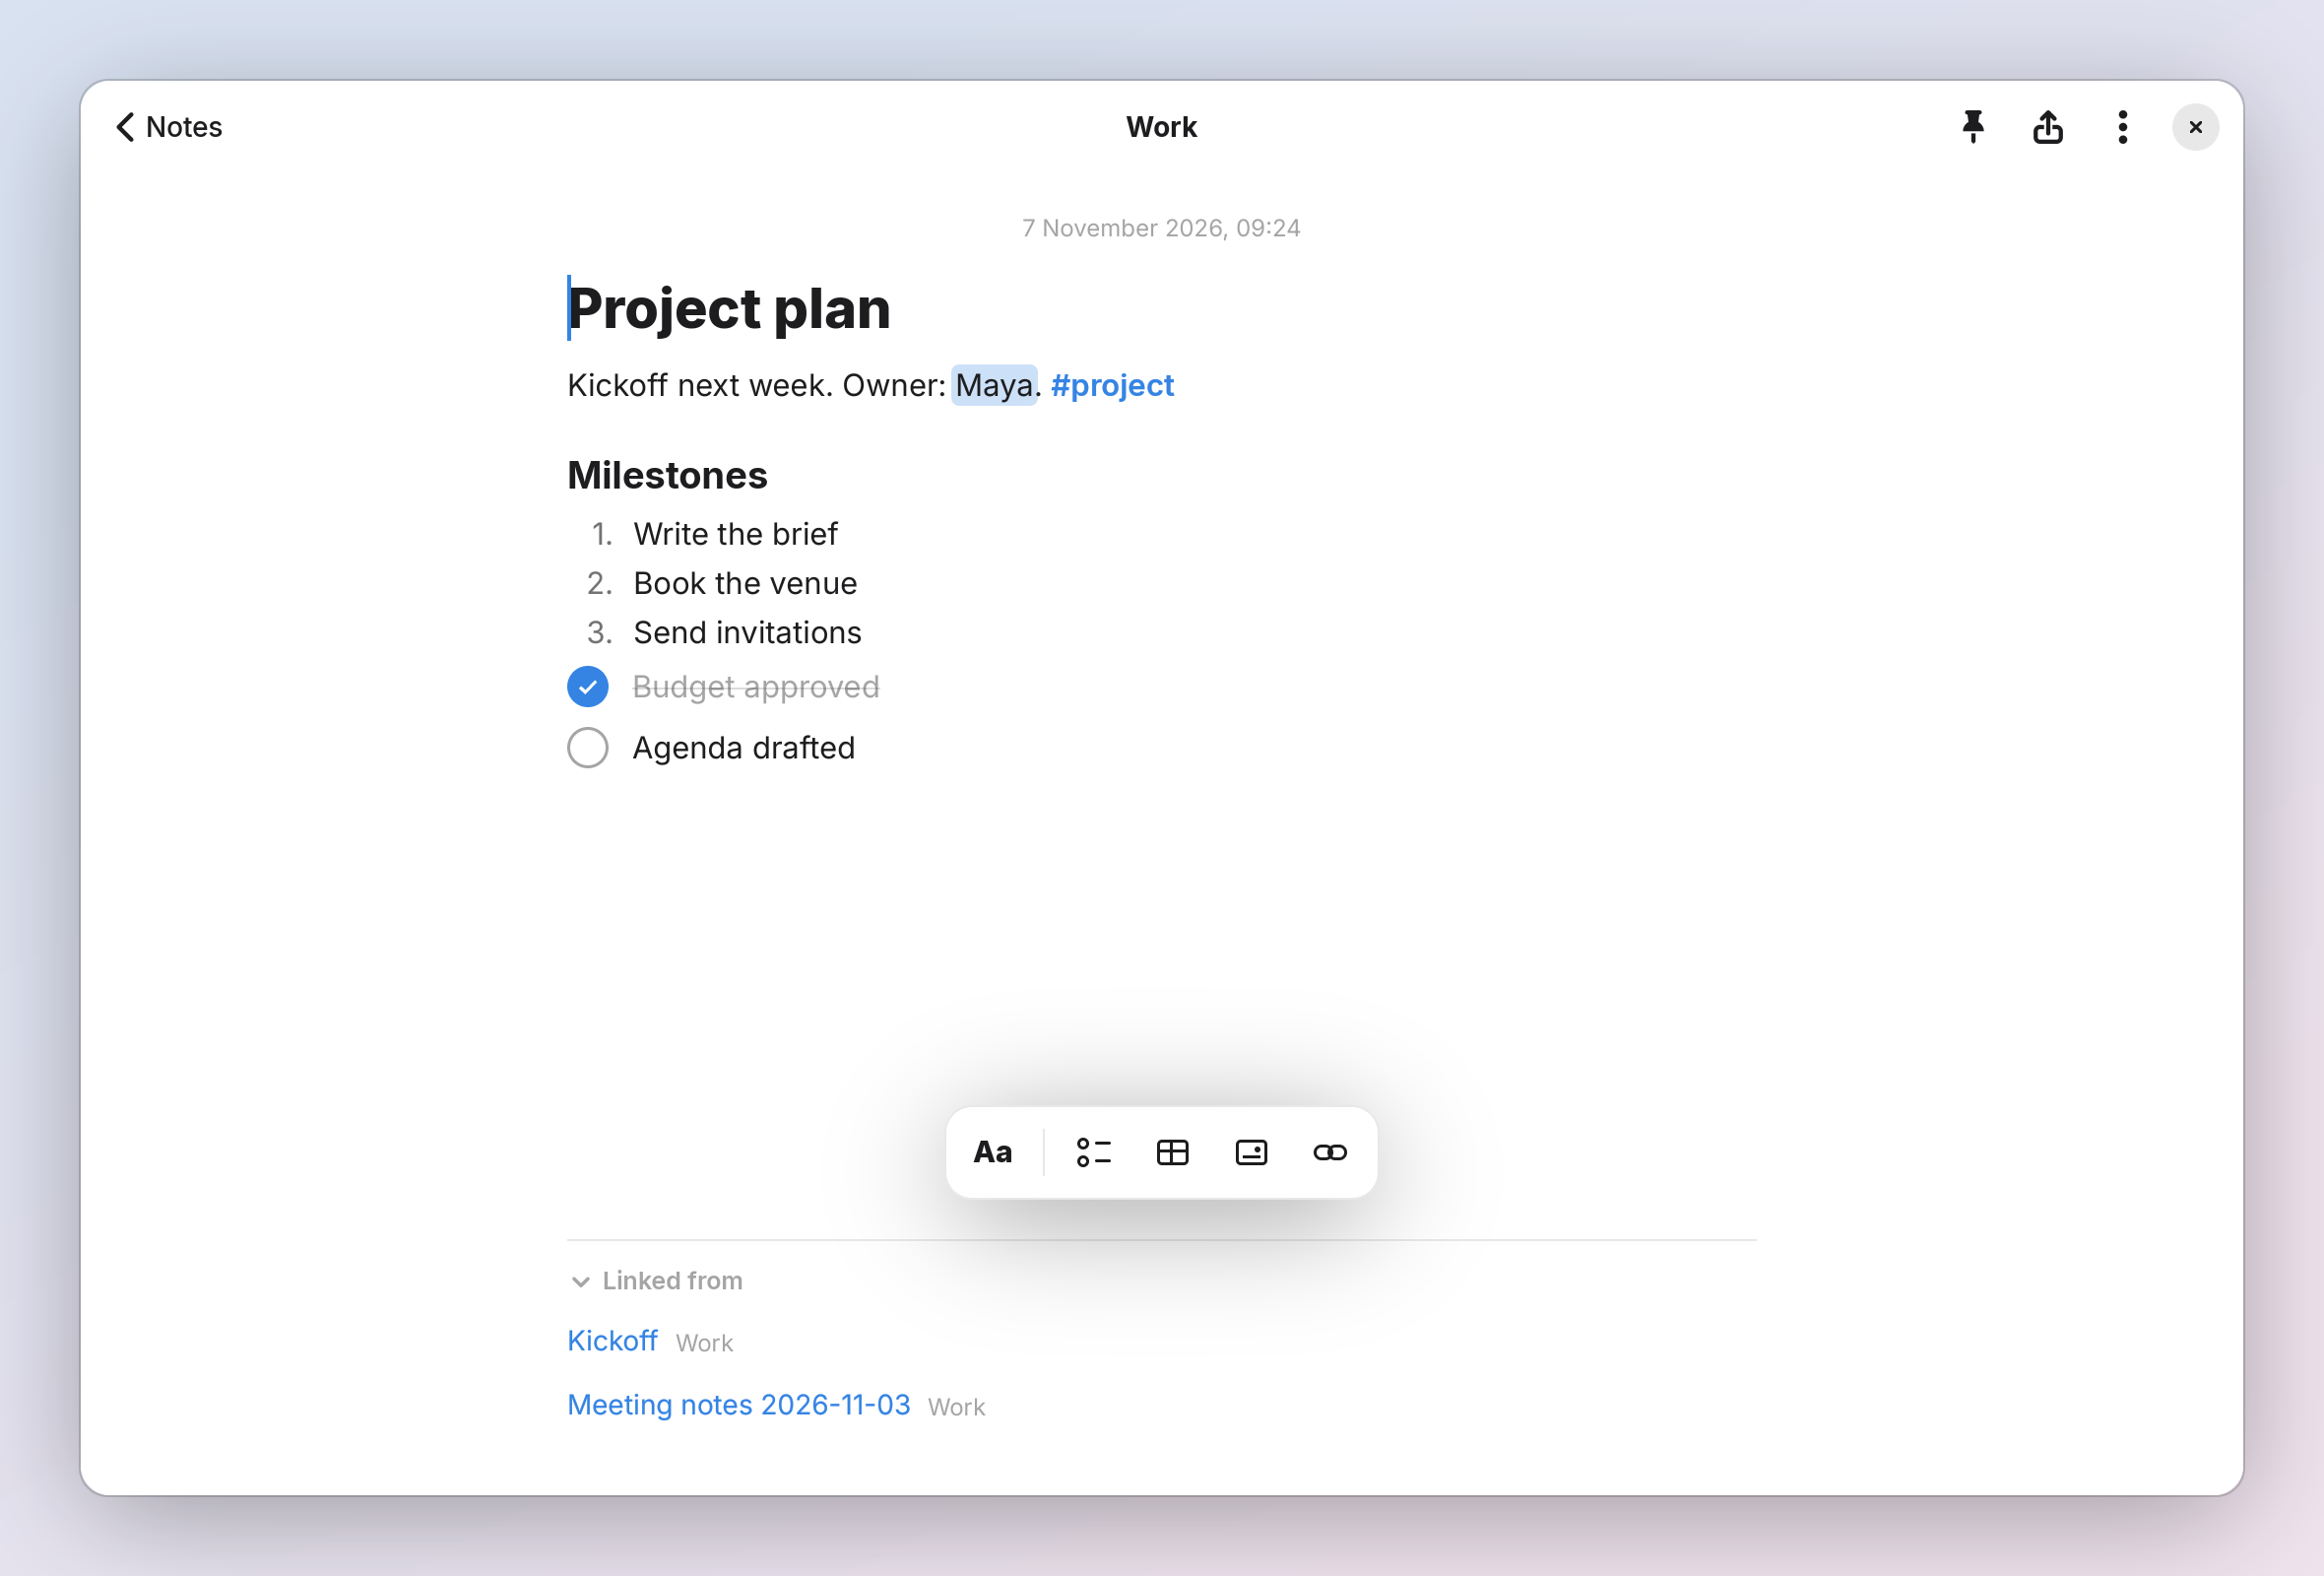 Notes
Work
7 November 2026, 09:24
Project plan
Kickoff next week. Owner: Maya. #project
Milestones
1. Write the brief
2. Book the venue
3. Send invitations
Budget approved
Agenda drafted
Aa
Linked from
Kickoff Work
Meeting notes 2026-11-03 Work